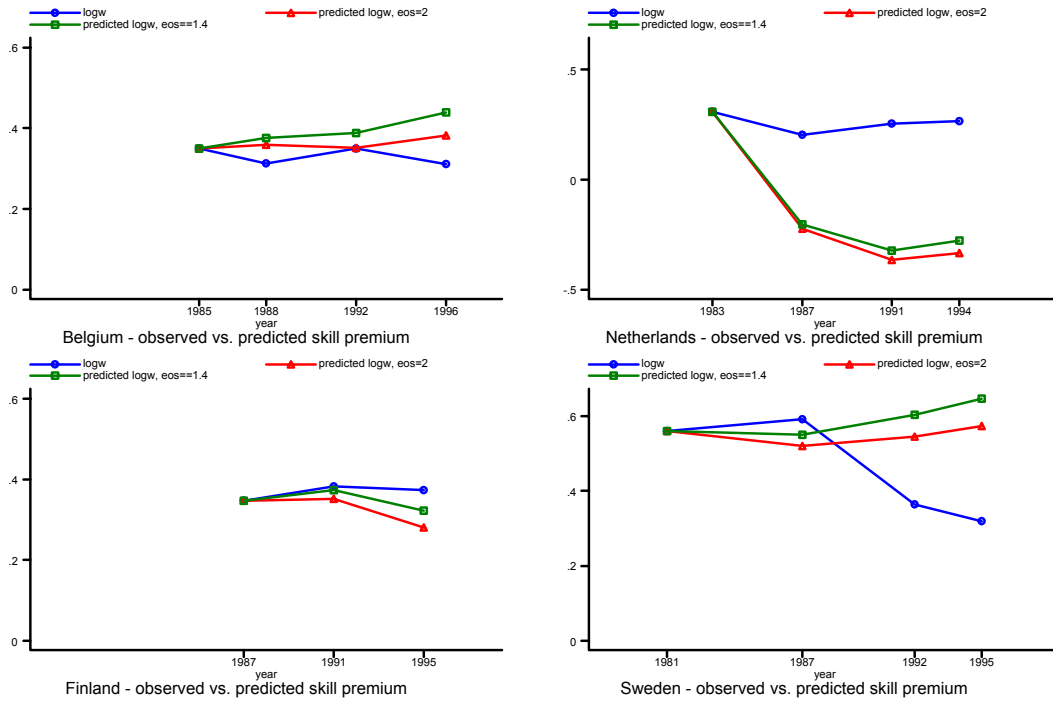 logw
predicted logw, eos=2
predicted logw, eos==1.4
.6
.4
.2
0
1985 1988 1992 1996
year
Belgium - observed vs. predicted skill premium
logw
predicted logw, eos=2
predicted logw, eos==1.4
.5
0
-.5
1983 1987 1991 1994
year
Netherlands - observed vs. predicted skill premium
logw
predicted logw, eos=2
predicted logw, eos==1.4
.6
.4
.2
0
1987 1991 1995
year
Finland - observed vs. predicted skill premium
logw
predicted logw, eos=2
predicted logw, eos==1.4
.6
.4
.2
0
1981 1987 1992 1995
year
Sweden - observed vs. predicted skill premium